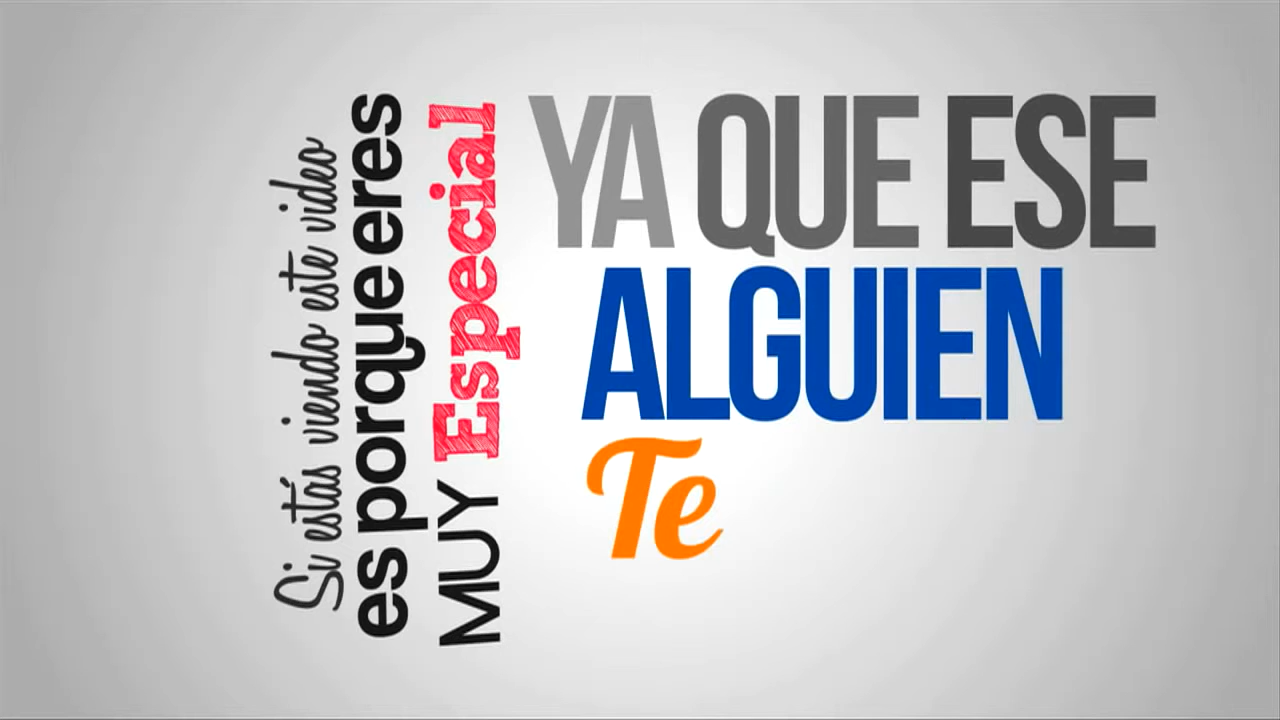 Si estás viendo este video
es porque eres
MUY Especial
YA QUE ESE
ALGUIEN
Te